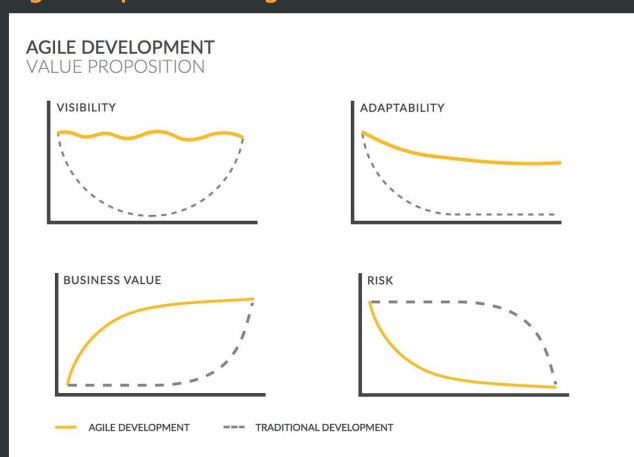 AGILE DEVELOPMENT
VALUE PROPOSITION
VISIBILITY
ADAPTABILITY
BUSINESS VALUE
RISK
AGILE DEVELOPMENT
TRADITIONAL DEVELOPMENT